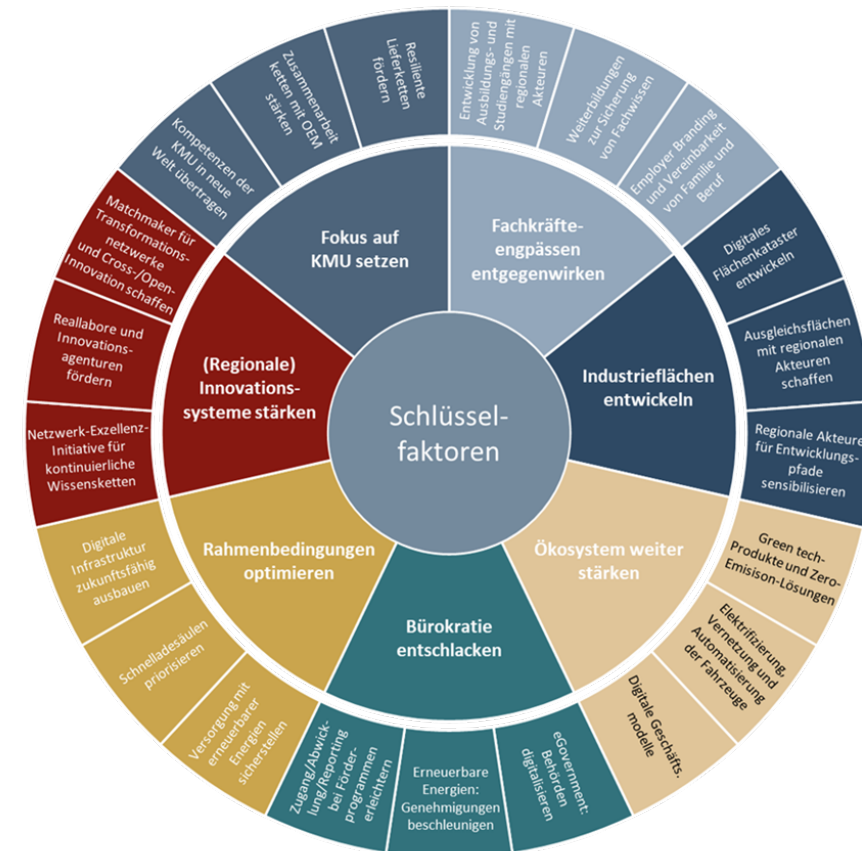 Schlüssel-
faktoren
Fachkräfte-
engpässen
entgegenwirken
Entwicklung von
Ausbildungs- und
Studiengängen mit
regionalen
Akteuren
Weiterbildungen
zur Sicherung
von Fachwissen
Employer Branding
und Vereinbarkeit
von Familie und
Beruf
Industrieflächen
entwickeln
Digitales
Flächenkataster
entwickeln
Ausgleichsflächen
mit regionalen
Akteuren
schaffen
Regionale Akteure
für Entwicklungs-
pfade
sensibilisieren
Ökosystem weiter
stärken
Green tech-
Produkte und Zero-
Emisison-Lösungen
Elektrifizierung,
Vernetzung und
Automatisierung
der Fahrzeuge
Digitale Geschäfts.
modelle
Bürokratie
entschlacken
eGovernment:
Behörden
digitalisieren
Erneuerbare
Energien:
Genehmigungen
beschleunigen
Zugang/Abwick-
lung/Reporting
bei Förder-
programmen
erleichtern
Rahmenbedingungen
optimieren
Versorgung mit
erneuerbarer
Energien
sicherstellen
Schnelladesäulen
priorisieren
Digitale
Infrastruktur
zukunftsfähig
ausbauen
(Regionale)
Innovations-
systeme stärken
Netzwerk-Exzellenz-
Initiative für
kontinuierliche
Wissensketten
Reallabore und
Innovations-
agenturen
fördern
Matchmaker für
Transformations-
netzwerke
und Cross-/Open-
Innovation schaffen
Fokus auf
KMU setzen
Kompetenzen der
KMU in neue
Welt übertragen
Zusammenarbeit
ketten mit OEM
stärken
Resiliente
Lieferketten
fördern